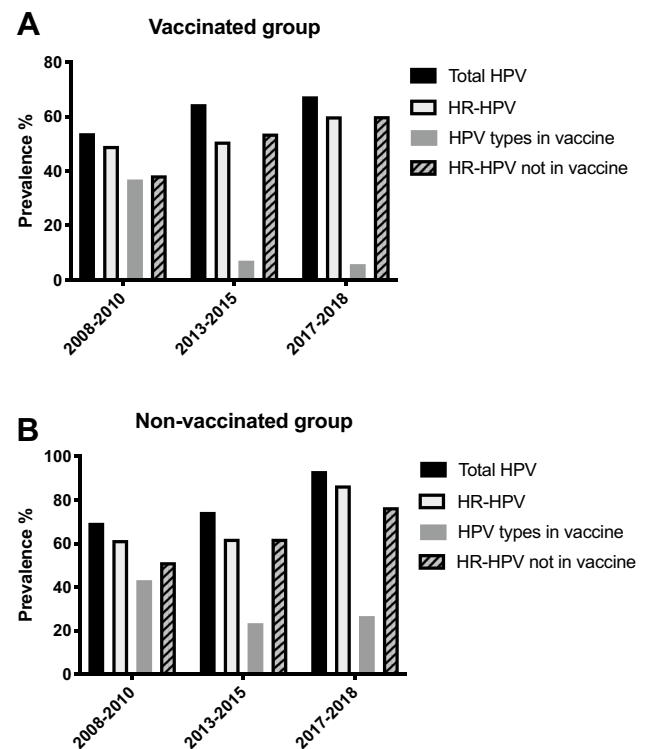 A
Vaccinated group
Prevalence %
80
60
40
20
0
2008-2010
2013-2015
2017-2018
Total HPV
HR-HPV
HPV types in vaccine
HR-HPV not in vaccine
B
Non-vaccinated group
Prevalence %
100
80
60
40
20
0
2008-2010
2013-2015
2017-2018
Total HPV
HR-HPV
HPV types in vaccine
HR-HPV not in vaccine